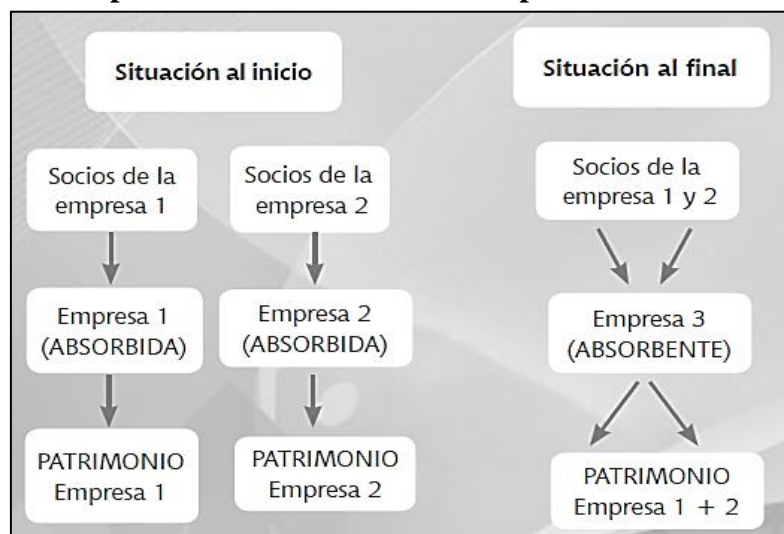 Situación al inicio
Situación al final
Socios de la
empresa 1
Socios de la
empresa 2
Socios de la
empresa 1 y 2
Empresa 1
(ABSORBIDA)
Empresa 2
(ABSORBIDA)
Empresa 3
(ABSORBENTE)
PATRIMONIO
Empresa 1
PATRIMONIO
Empresa 2
PATRIMONIO
Empresa 1 + 2